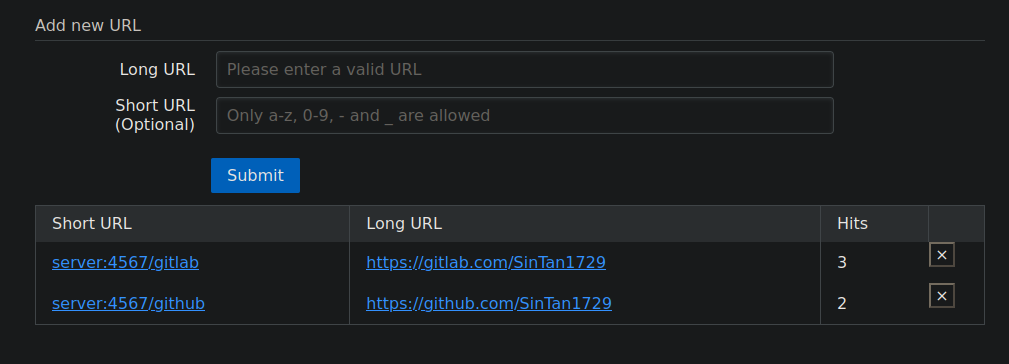 Add new URL
Long URL Please enter a valid URL
Short URL
(Optional) Only a-z, 0-9, - and _ are allowed
Submit
Short URL Long URL Hits
server:4567/gitlab https://gitlab.com/SinTan1729 3 ×
server:4567/github https://github.com/SinTan1729 2 ×